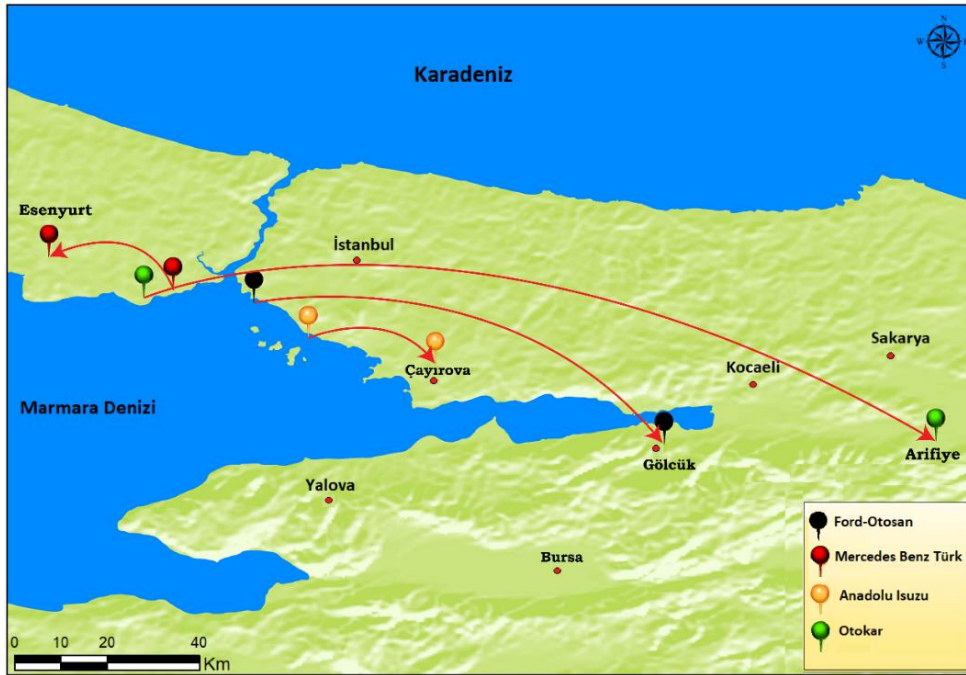 Karadeniz
N
W
S
Esenyurt
İstanbul
Sakarya
Kocaeli
Çayırova
Marmara Denizi
Gölcük
Arifiye
Yalova
Bursa
Ford-Otosan
Mercedes Benz Türk
Anadolu Isuzu
Otokar
0 10 20 40
Km